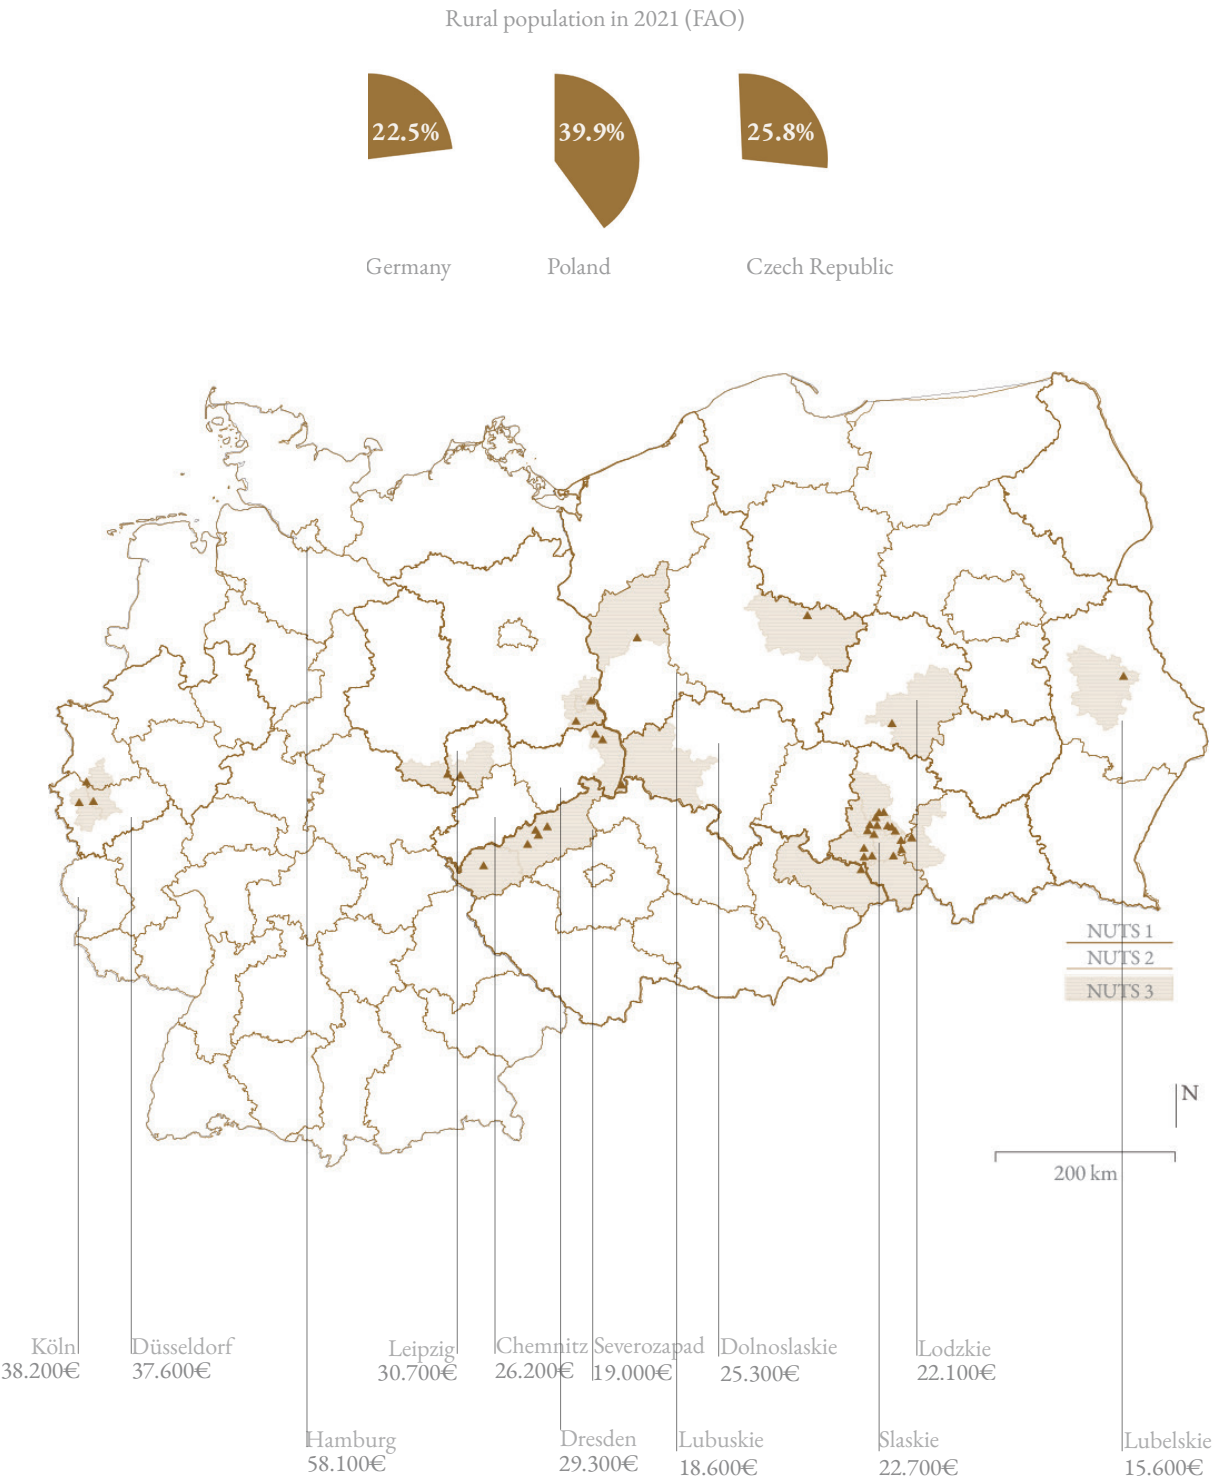 Rural population in 2021 (FAO)
22.5%
39.9%
25.8%
Germany
Poland
Czech Republic
NUTS 1
NUTS 2
NUTS 3
N
200 km
Köln
38.200€
Düsseldorf
37.600€
Leipzig
30.700€
Chemnitz
26.200€
Severozapad
19.000€
Dolnoslaskie
25.300€
Lodzkie
22.100€
Hamburg
58.100€
Dresden
29.300€
Lubuskie
18.600€
Slaskie
22.700€
Lubelskie
15.600€